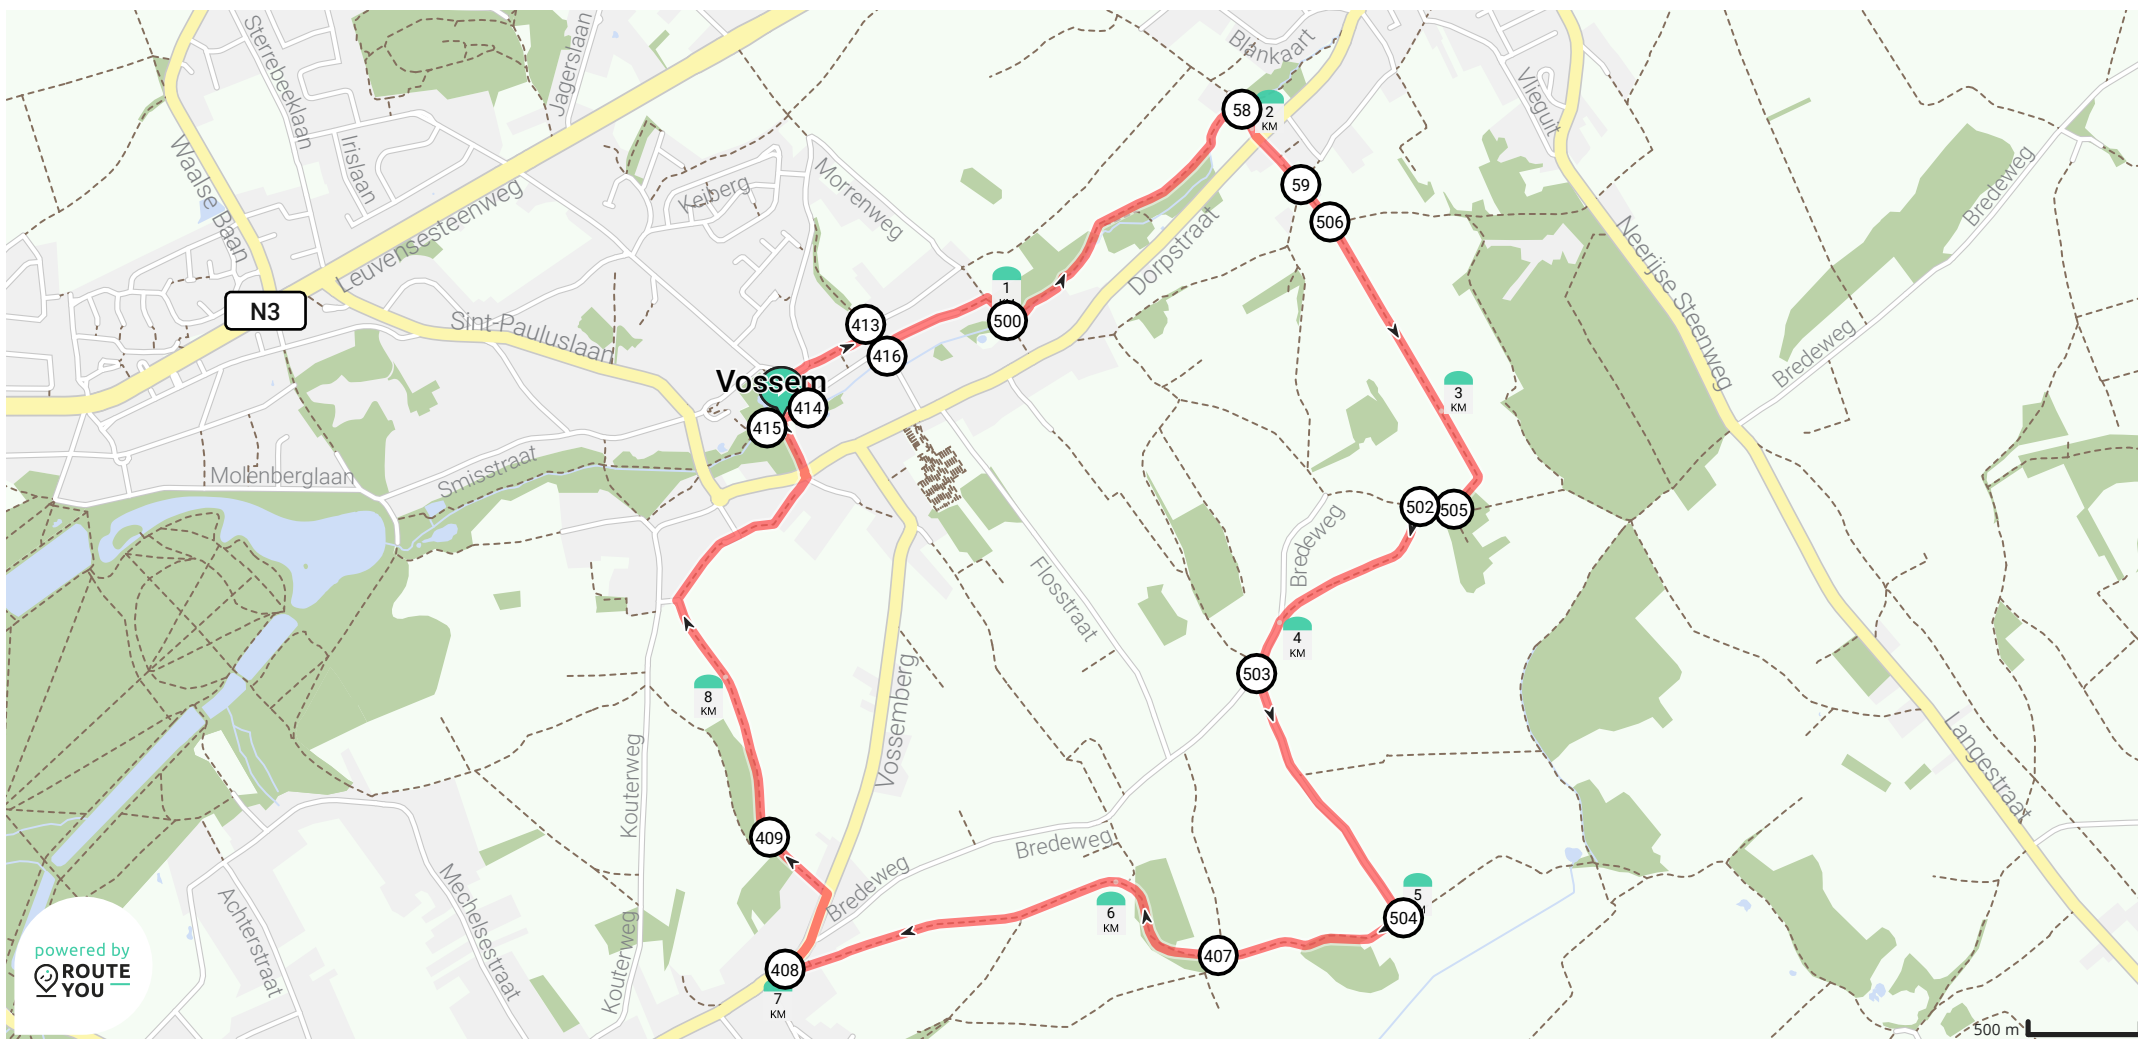 Sterrebeeklaan
Jagerslaan
Blankaart
Vlieguit
58
2
KM
Waalse Baan
Irislaan
Keiberg
Morrenweg
59
506
Bredeweg
Leuvensesteenweg
Dorpstraat
Neerijse Steenweg
N3
1
500
413
416
Sint-Pauluslaan
Vossem
414
415
3
KM
Bredeweg
Molenberglaan
Smisstraat
502
505
Bredeweg
Flosstraat
4
KM
503
8
KM
Vossemberg
Kouterweg
Langestraat
409
Bredeweg
Bredeweg
Achterstraat
Mechelsestraat
Kouterweg
5
504
6
KM
407
408
7
KM
powered by
ROUTE
YOU
500 m